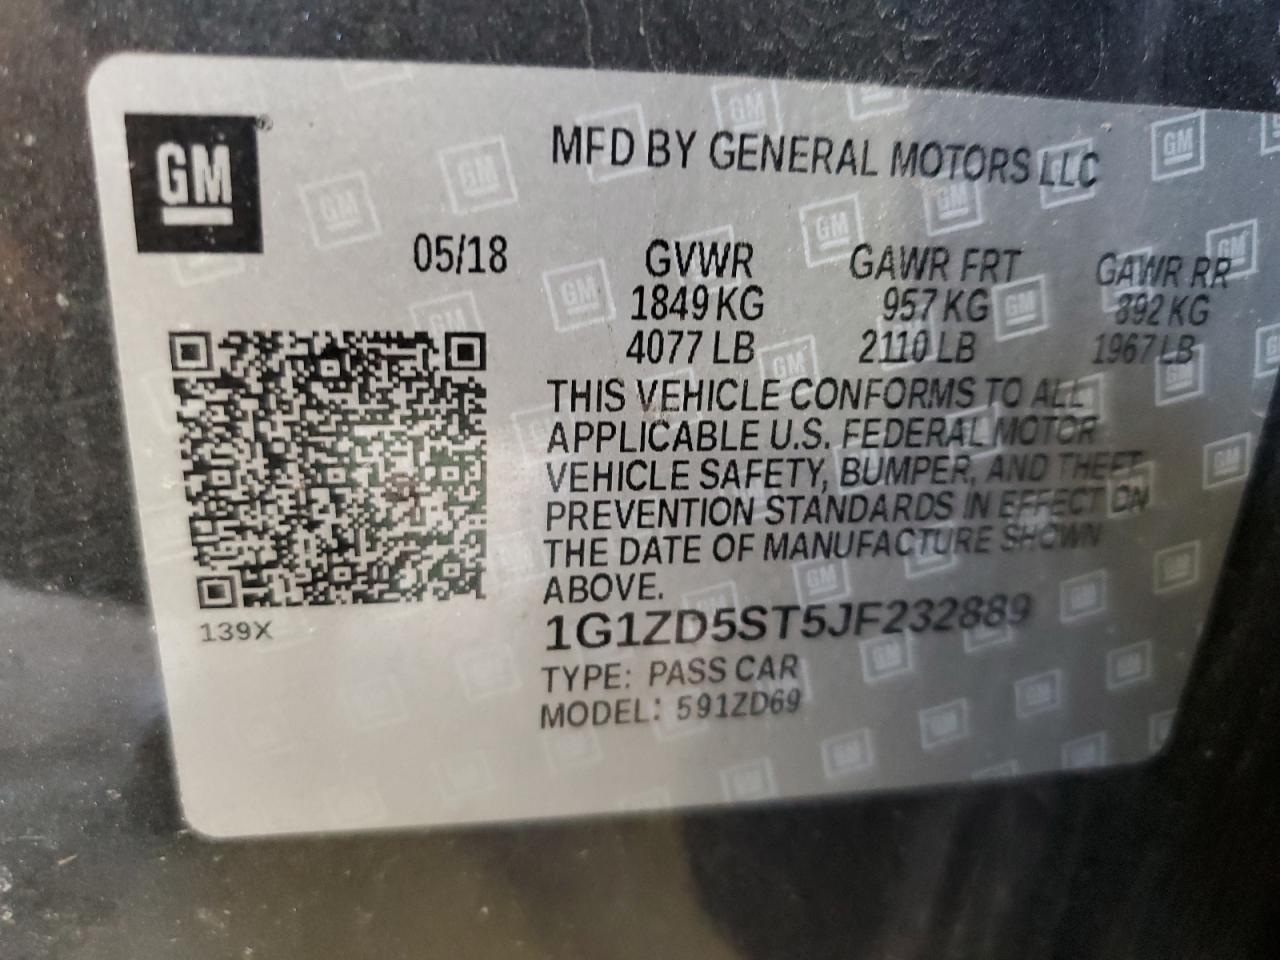 GM
MFD BY GENERAL MOTORS LLC
05/18 GVWR GAWR FRT GAWR RR
1849 KG 957 KG 892 KG
4077 LB 2110 LB 1967 LB
THIS VEHICLE CONFORMS TO ALL
APPLICABLE U.S. FEDERAL MOTOR
VEHICLE SAFETY, BUMPER, AND THEFT
PREVENTION STANDARDS IN EFFECT ON
THE DATE OF MANUFACTURE SHOWN
ABOVE.
139X
1G1ZD5ST5JF232889
TYPE: PASS CAR
MODEL: 591ZD69